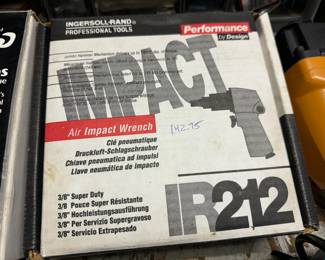 INGERSOLL-RAND®
PROFESSIONAL TOOLS
Performance
by Design
IMPACT
Air Impact Wrench
142.75
Clé pneumatique
Druckluft-Schlagschrauber
Chiave pneumatica ad impulsi
Llave neumática de impacto
3/8" Super Duty
3/8 Pouce Super Résistante
3/8" Hochleistungsausführung
3/8" Per Servizio Supergravoso
3/8" Servicio Extrapesado
IR212